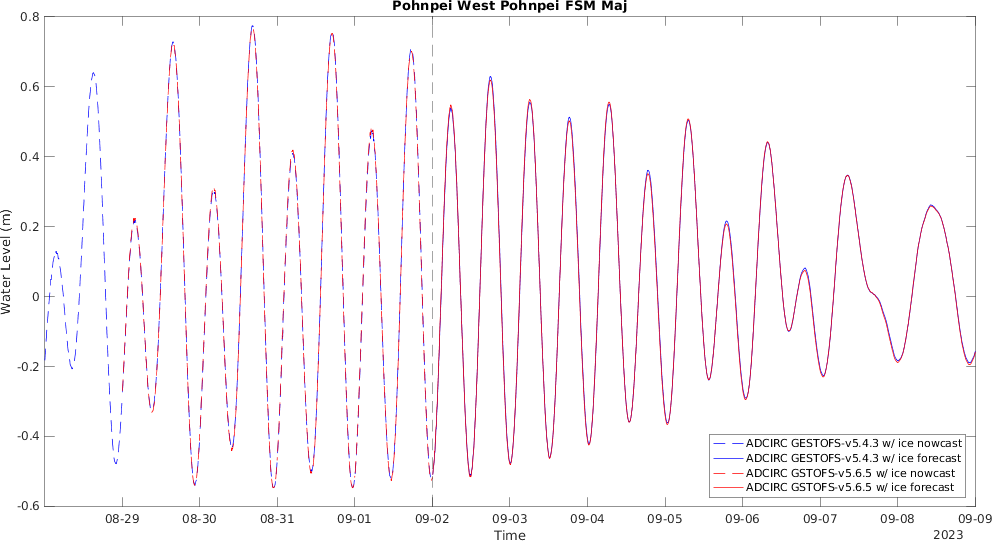 Pohnpei West Pohnpei FSM Maj
0.8
0.6
0.4
0.2
0
-0.2
-0.4
-0.6
Water Level (m)
08-29 08-30 08-31 09-01 09-02 09-03 09-04 09-05 09-06 09-07 09-08 09-09
Time
2023
ADCIRC GESTOFS-v5.4.3 w/ ice nowcast
ADCIRC GESTOFS-v5.4.3 w/ ice forecast
ADCIRC GSTOFS-v5.6.5 w/ ice nowcast
ADCIRC GSTOFS-v5.6.5 w/ ice forecast